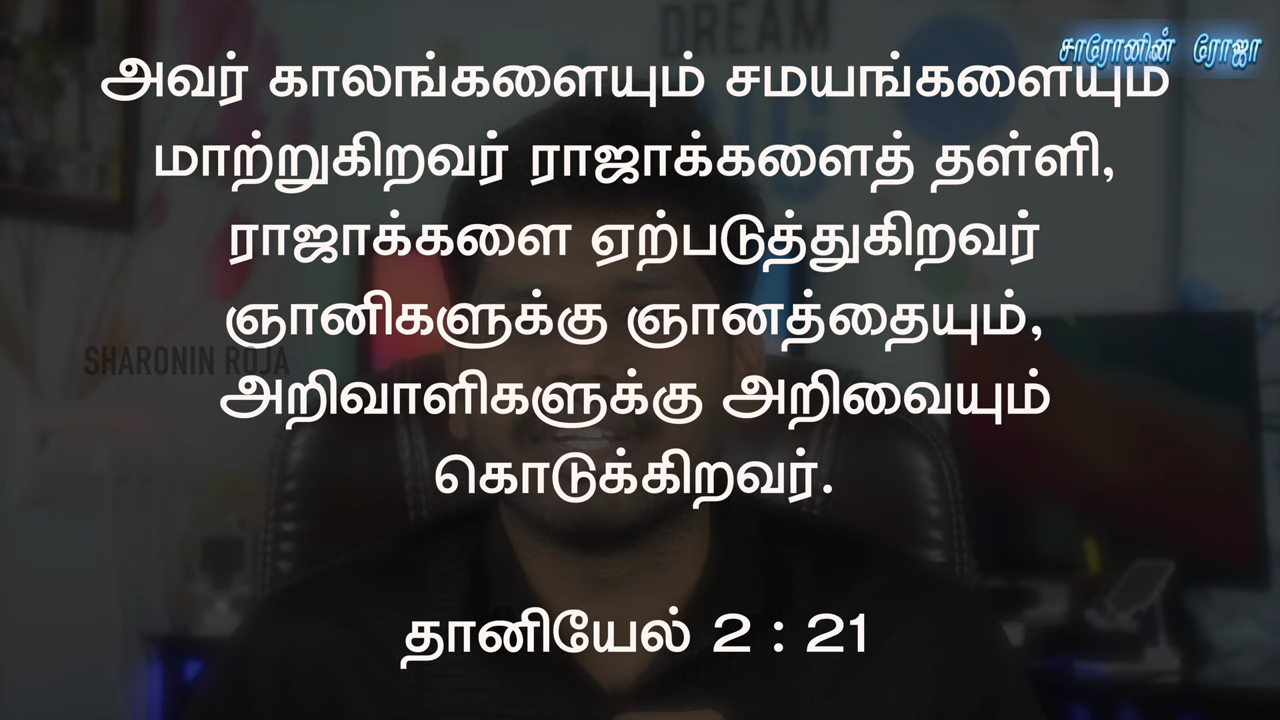 DREAM
சாரோனின் ரோஜா
அவர் காலங்களையும் சமயங்களையும்
மாற்றுகிறவர் ராஜாக்களைத் தள்ளி,
ராஜாக்களை ஏற்படுத்துகிறவர்
ஞானிகளுக்கு ஞானத்தையும்,
SHARONIN ROJA
அறிவாளிகளுக்கு அறிவையும்
கொடுக்கிறவர்.
தானியேல் 2 : 21